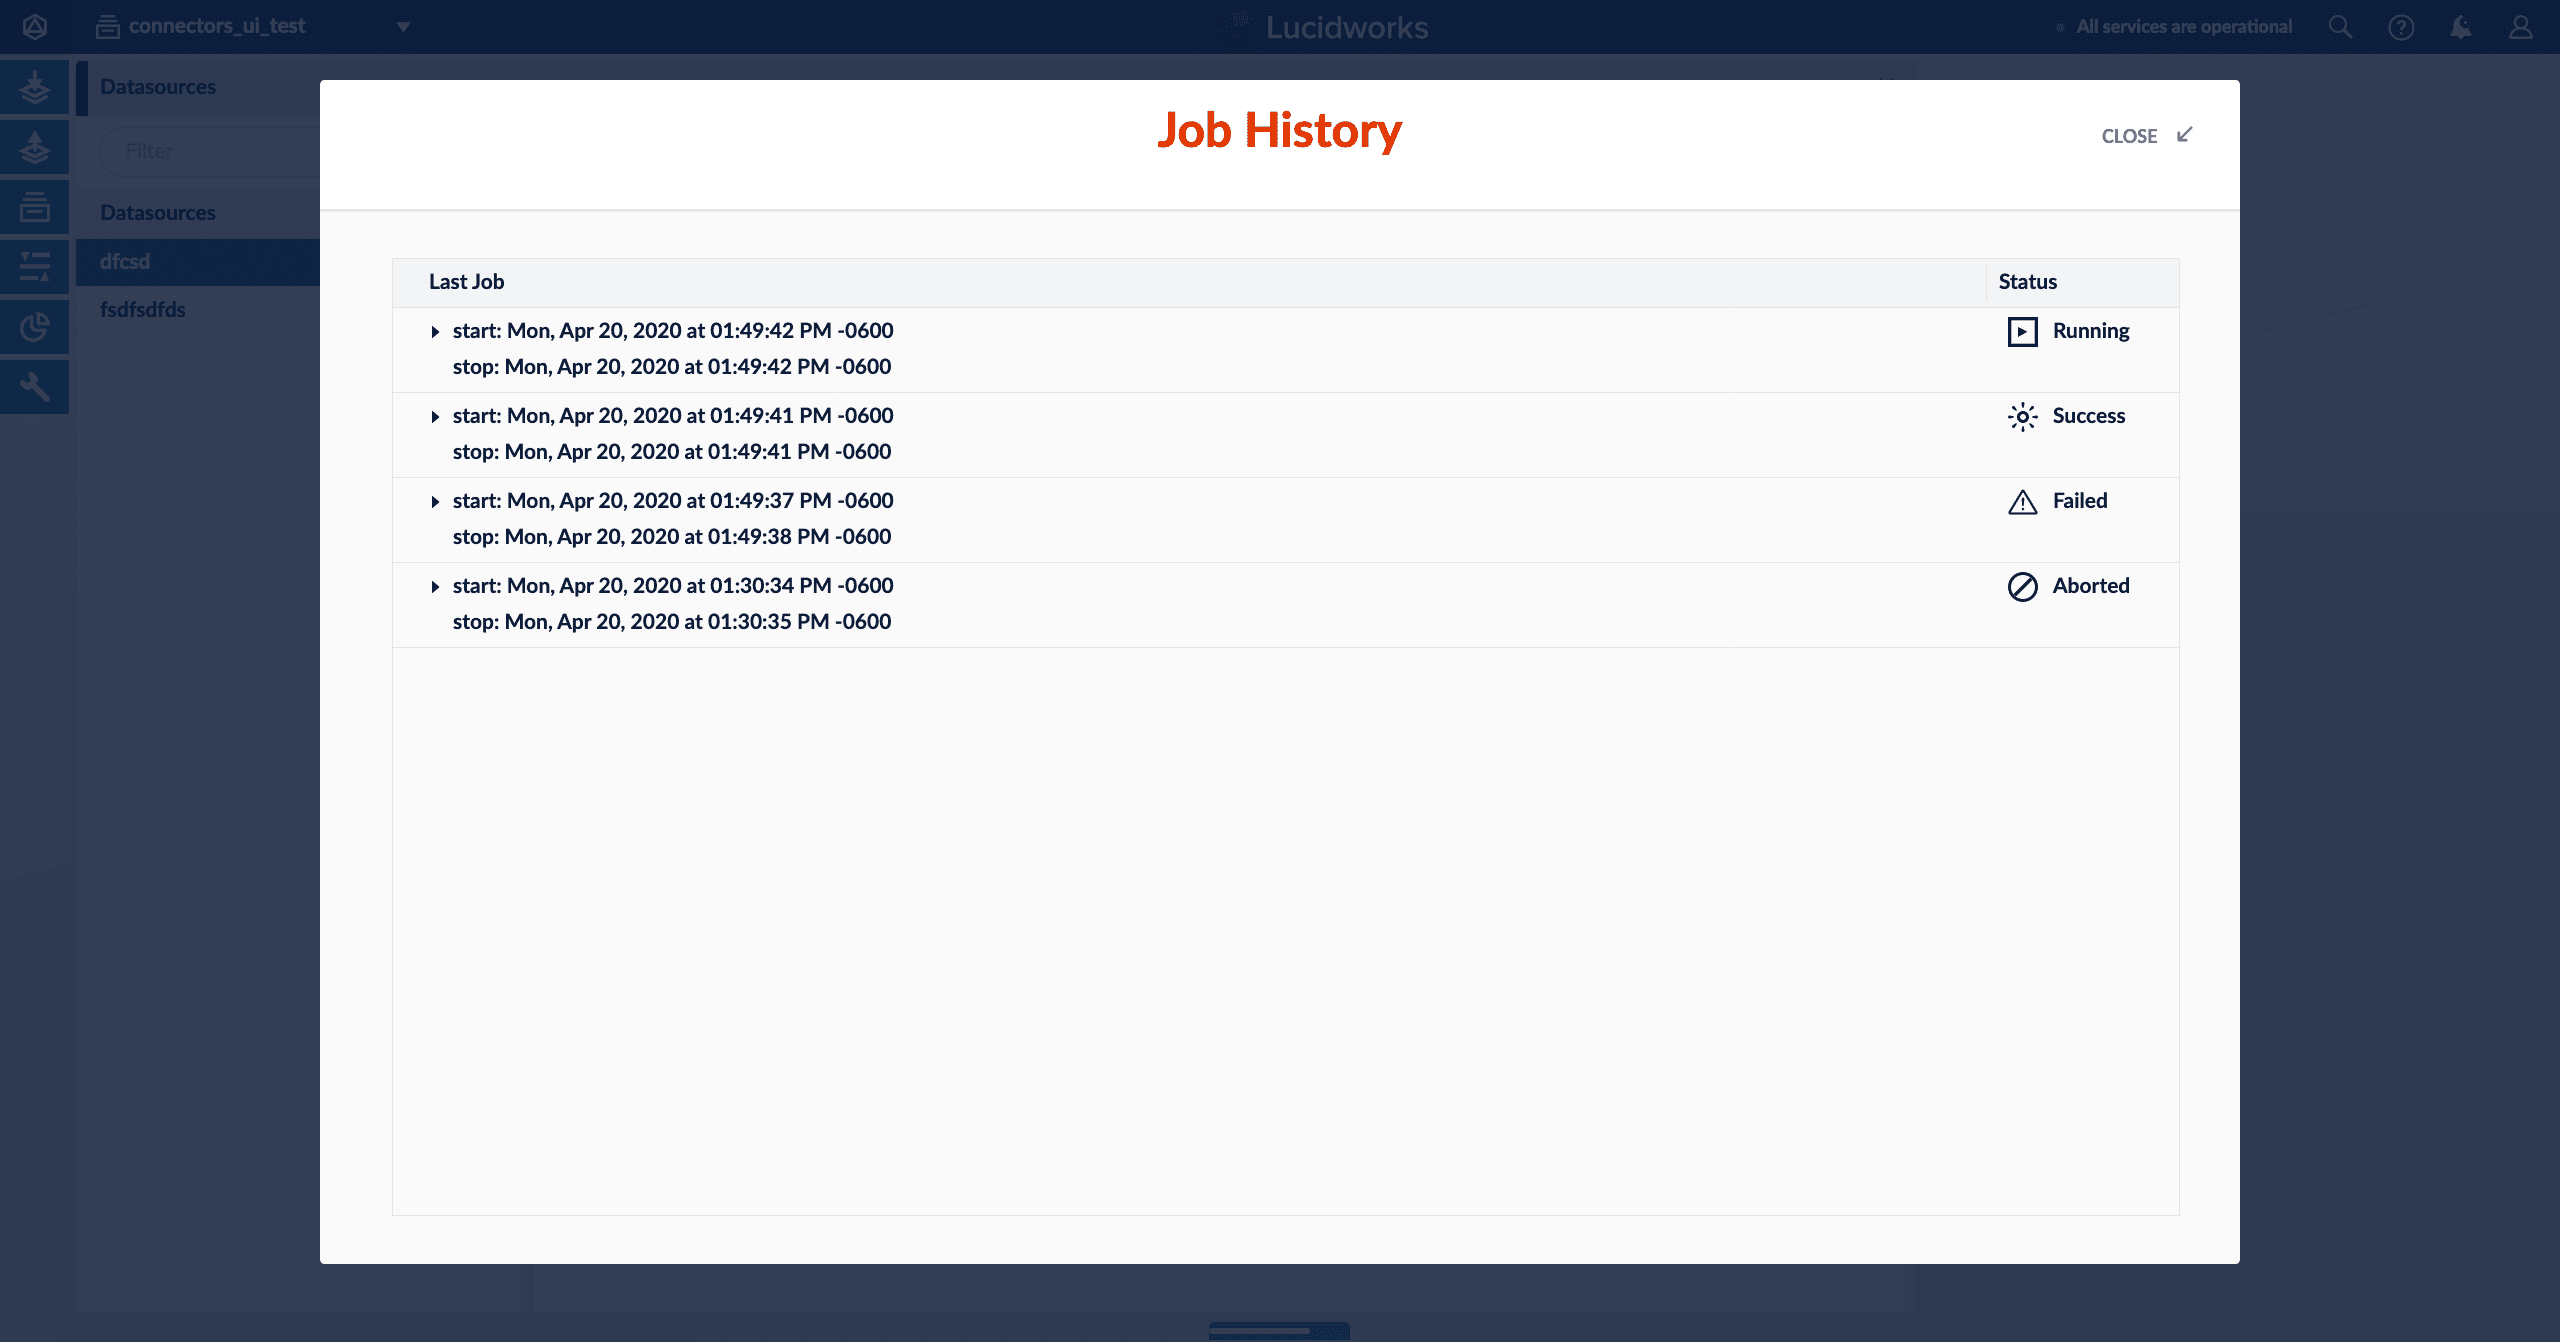 connectors_ui_test
Lucidworks
All services are operational
Datasources
Filter
Datasources
dfcsd
fsdfsdfds
Job History
CLOSE
Last Job
Status
start: Mon, Apr 20, 2020 at 01:49:42 PM -0600
Running
stop: Mon, Apr 20, 2020 at 01:49:42 PM -0600
start: Mon, Apr 20, 2020 at 01:49:41 PM -0600
Success
stop: Mon, Apr 20, 2020 at 01:49:41 PM -0600
start: Mon, Apr 20, 2020 at 01:49:37 PM -0600
Failed
stop: Mon, Apr 20, 2020 at 01:49:38 PM -0600
start: Mon, Apr 20, 2020 at 01:30:34 PM -0600
Aborted
stop: Mon, Apr 20, 2020 at 01:30:35 PM -0600